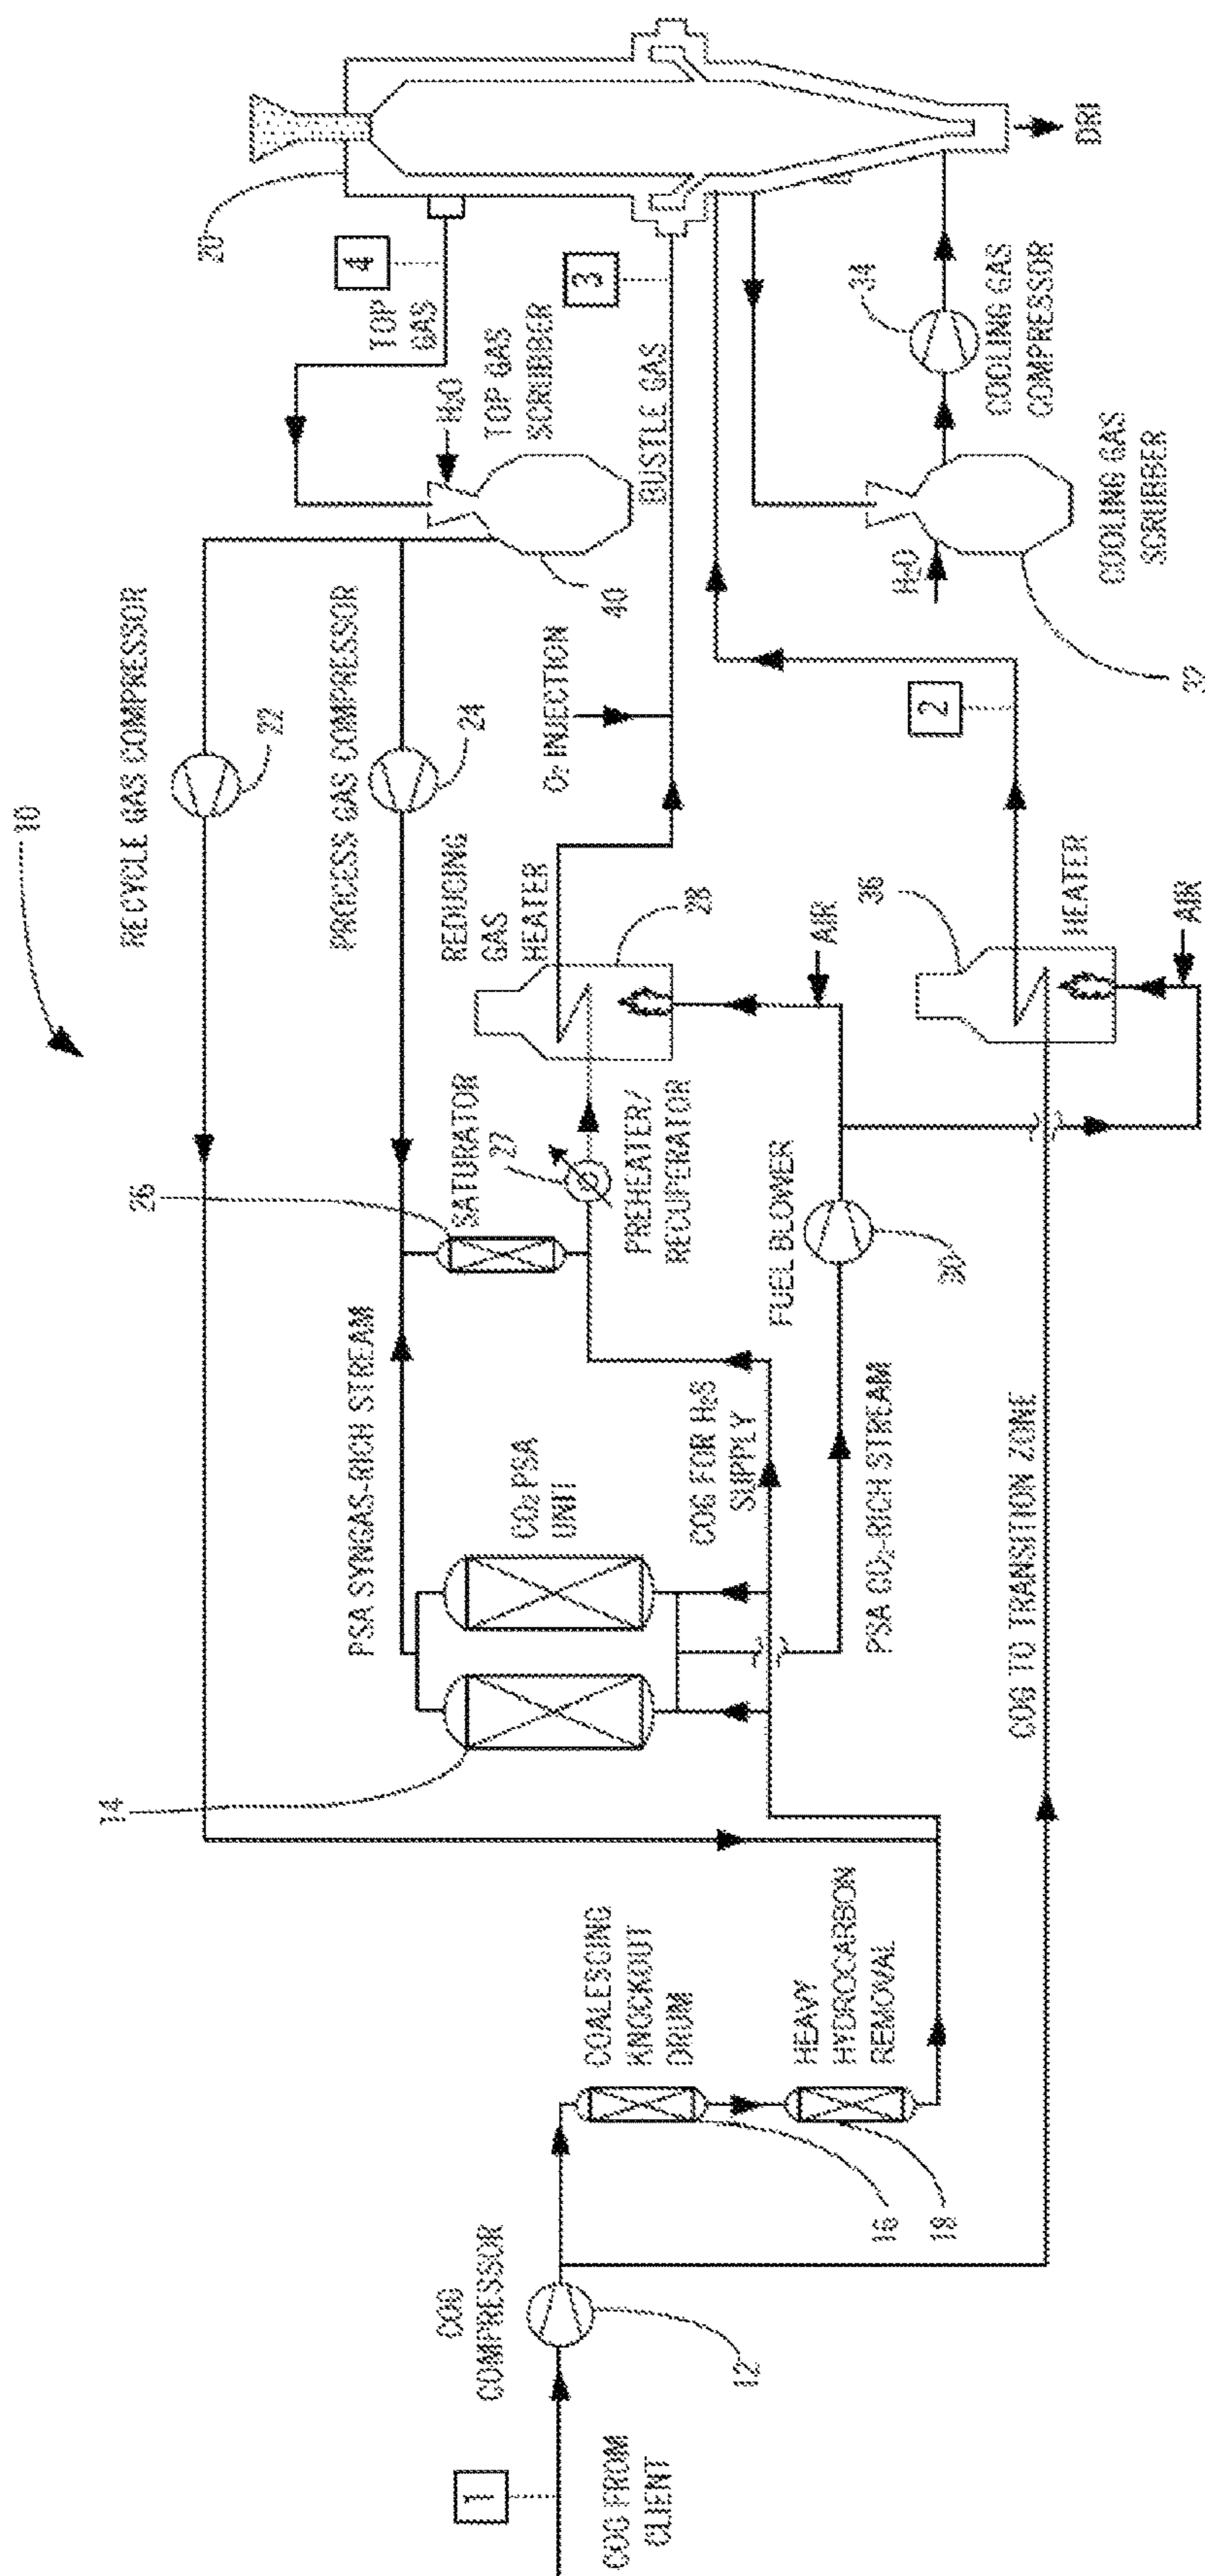 10
RECYCLE GAS COMPRESSOR
22
PROCESS GAS COMPRESSOR
24
20
4
TOP
GAS
H₂O
TOP GAS
SCRUBBER
40
26
SATURATOR
27
PREHEATER/
RECUPERATOR
REDUCING
GAS
HEATER
28
O₂ INJECTION
BUSTLE GAS
3
PSA SYNGAS-RICH STREAM
14
CO₂ PSA
UNIT
COG FOR H₂S
SUPPLY
FUEL BLOWER
30
AIR
PSA CO₂-RICH STREAM
COG
COMPRESSOR
12
1
COG FROM
CLIENT
COALESCING
KNOCKOUT
DRUM
16
HEAVY
HYDROCARBON
REMOVAL
18
COG TO TRANSITION ZONE
36
HEATER
AIR
2
H₂O
32
COOLING GAS
SCRUBBER
34
COOLING GAS
COMPRESSOR
DRI